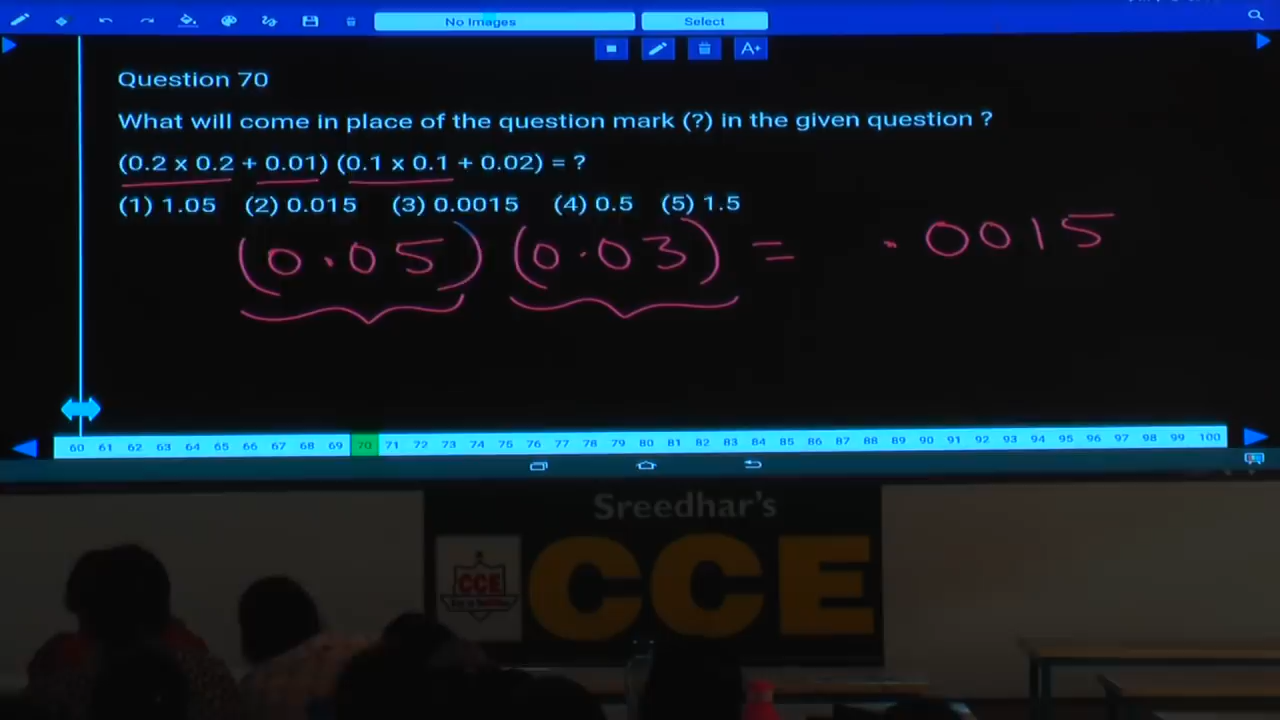 No Images
Select
A+
Question 70
What will come in place of the question mark (?) in the given question ?
(0.2 x 0.2 + 0.01) (0.1 x 0.1 + 0.02) = ?
(1) 1.05 (2) 0.015 (3) 0.0015 (4) 0.5 (5) 1.5
(0.05) (0.03) = .0015
60 61 62 63 64 65 66 67 68 69 70 71 72 73 74 75 76 77 78 79 80 81 82 83 84 85 86 87 88 89 90 91 92 93 94 95 96 97 98 99 100
Sreedhar's
CCE
CCE